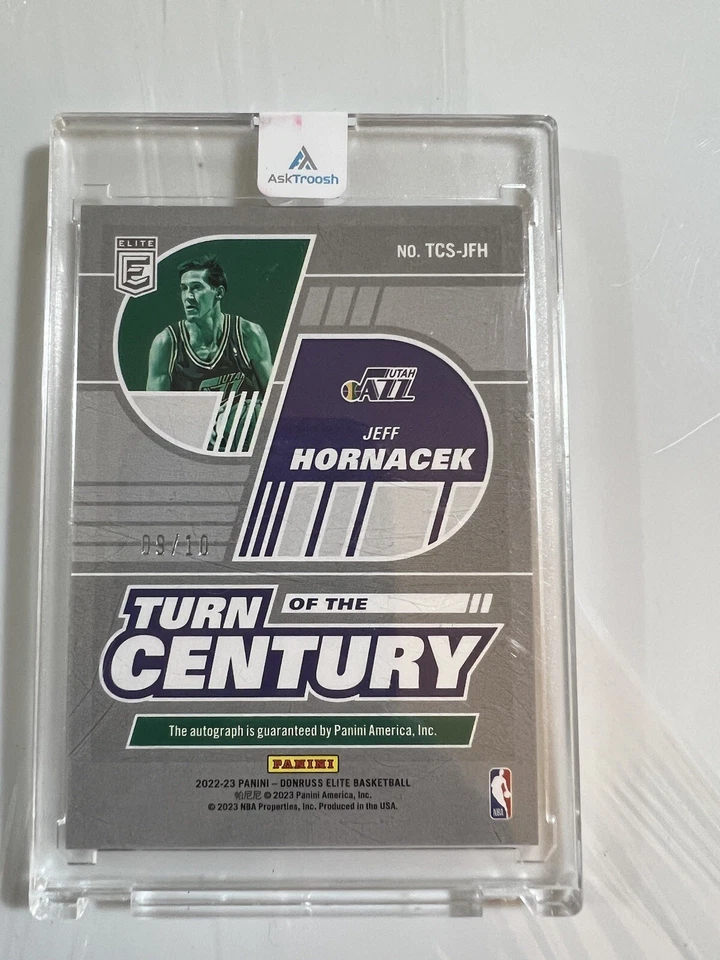 AskTroosh
ELITE
E
NO. TCS-JFH
UTAH
UTAH
JAZZ
JEFF
HORNACEK
09/10
TURN OF THE
CENTURY
The autograph is guaranteed by Panini America, Inc.
PANINI
2022-23 PANINI – DONRUSS ELITE BASKETBALL
帕尼尼 © 2023 Panini America, Inc.
© 2023 NBA Properties, Inc. Produced in the USA.
NBA